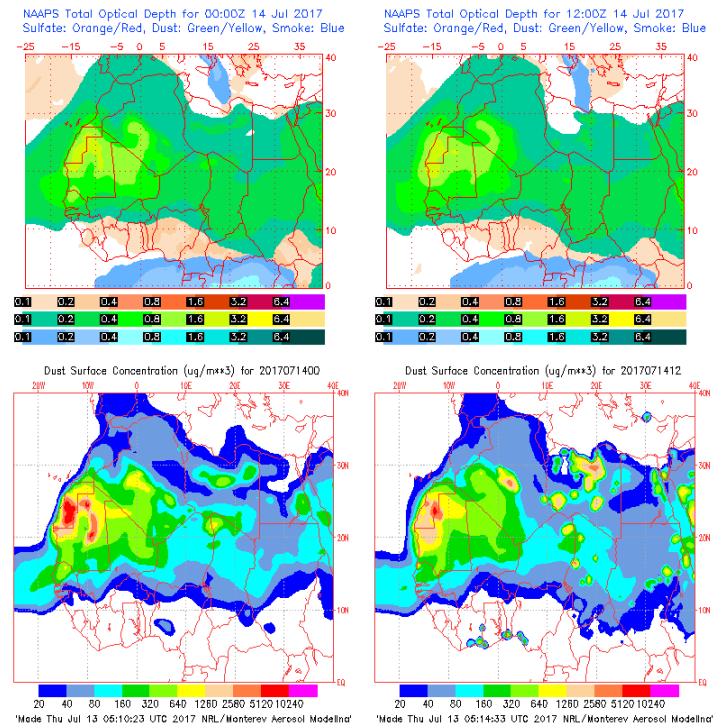 NAAPS Total Optical Depth for 00:00Z 14 Jul 2017
Sulfate: Orange/Red, Dust: Green/Yellow, Smoke: Blue
-25 -15 -5 0 5 15 25 35 40
30
20
10
0
0.1 0.2 0.4 0.8 1.6 3.2 6.4
0.1 0.2 0.4 0.8 1.6 3.2 6.4
0.1 0.2 0.4 0.8 1.6 3.2 6.4
NAAPS Total Optical Depth for 12:00Z 14 Jul 2017
Sulfate: Orange/Red, Dust: Green/Yellow, Smoke: Blue
-25 -15 -5 0 5 15 25 35 40
30
20
10
0
0.1 0.2 0.4 0.8 1.6 3.2 6.4
0.1 0.2 0.4 0.8 1.6 3.2 6.4
0.1 0.2 0.4 0.8 1.6 3.2 6.4
Dust Surface Concentration (ug/m**3) for 2017071400
20W 10W 0 10E 20E 30E 40E
40N
30N
20N
10N
EQ
20 40 80 160 320 640 1280 2560 5120 10240
'Made Thu Jul 13 05:10:23 UTC 2017 NRL/Monterey Aerosol Modeling'
Dust Surface Concentration (ug/m**3) for 2017071412
20W 10W 0 10E 20E 30E 40E
40N
30N
20N
10N
EQ
20 40 80 160 320 640 1280 2560 5120 10240
'Made Thu Jul 13 05:14:33 UTC 2017 NRL/Monterey Aerosol Modeling'